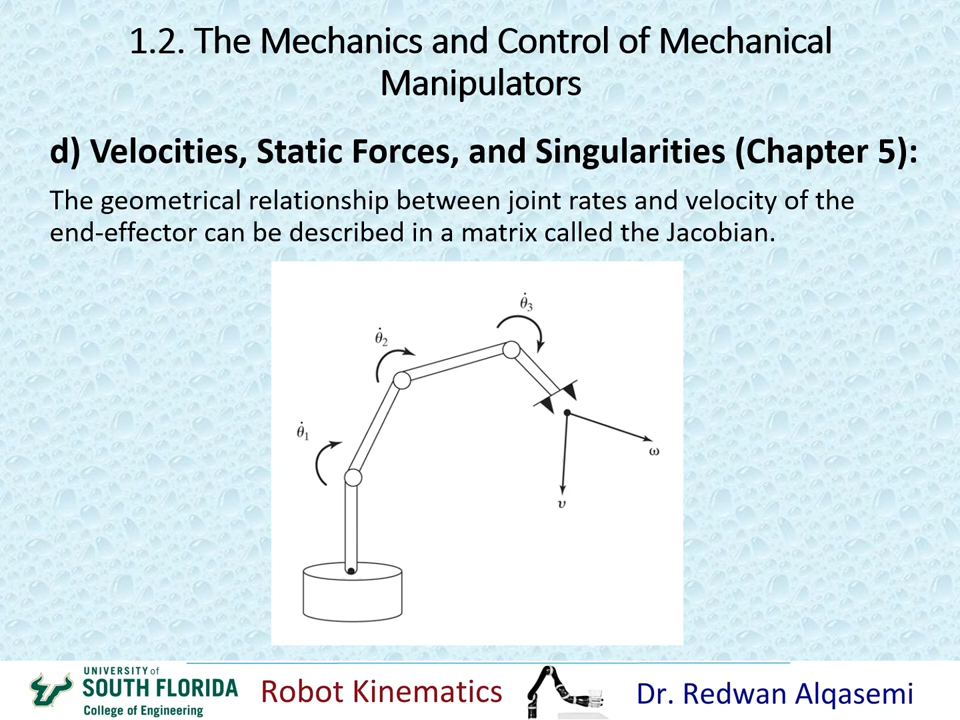 1.2. The Mechanics and Control of Mechanical
Manipulators
d) Velocities, Static Forces, and Singularities (Chapter 5):
The geometrical relationship between joint rates and velocity of the
end-effector can be described in a matrix called the Jacobian.
θ̇₃
θ̇₂
θ̇₁
ω
υ
UNIVERSITY of
SOUTH FLORIDA
College of Engineering
Robot Kinematics
Dr. Redwan Alqasemi